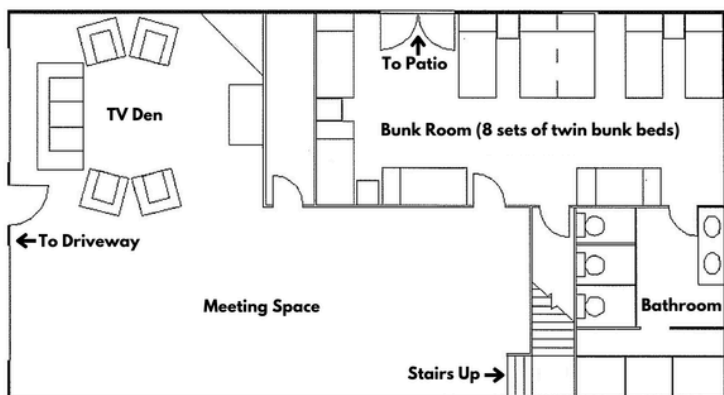 To Patio
TV Den
Bunk Room (8 sets of twin bunk beds)
To Driveway
Meeting Space
Bathroom
Stairs Up